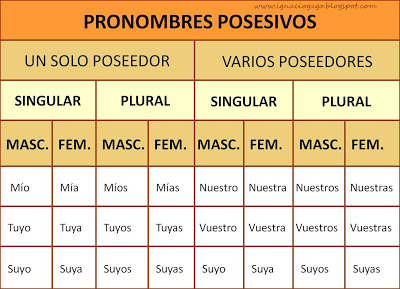 www.ignaciogago.blogspot.com
PRONOMBRES POSESIVOS
UN SOLO POSEEDOR VARIOS POSEEDORES
SINGULAR PLURAL SINGULAR PLURAL
MASC. FEM. MASC. FEM. MASC. FEM. MASC. FEM.
Mío Mía Míos Mías Nuestro Nuestra Nuestros Nuestras
Tuyo Tuya Tuyos Tuyas Vuestro Vuestra Vuestros Vuestras
Suyo Suya Suyos Suyas Suyo Suya Suyos Suyas